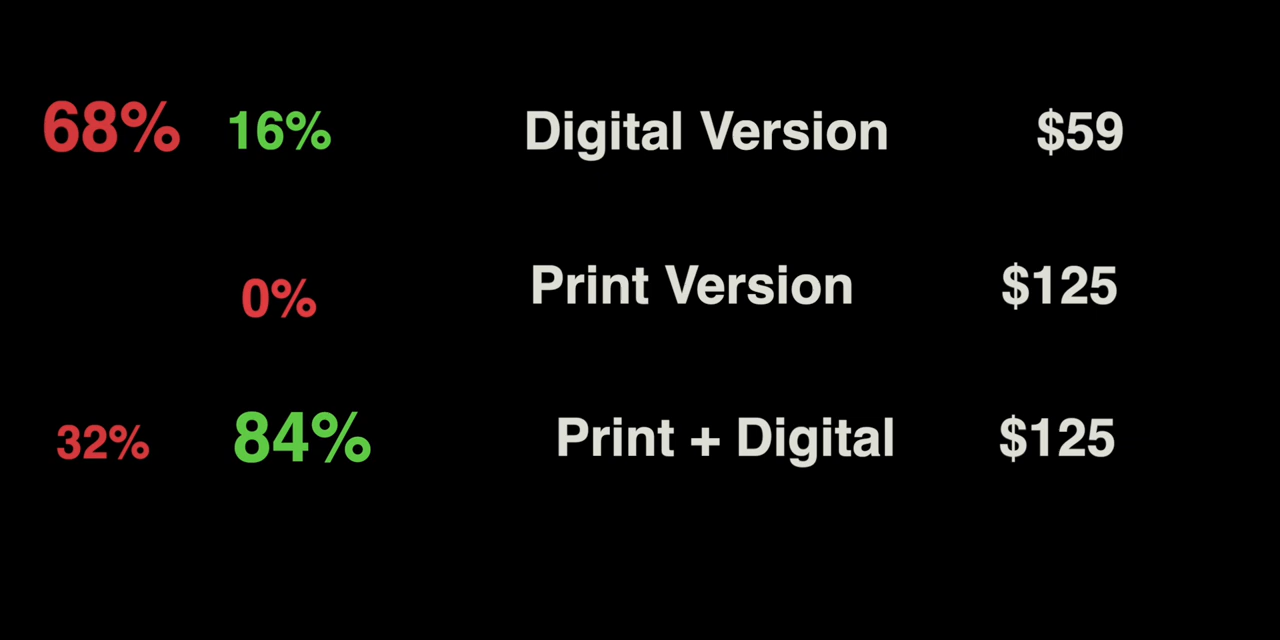 68% 16% Digital Version $59
0% Print Version $125
32% 84% Print + Digital $125